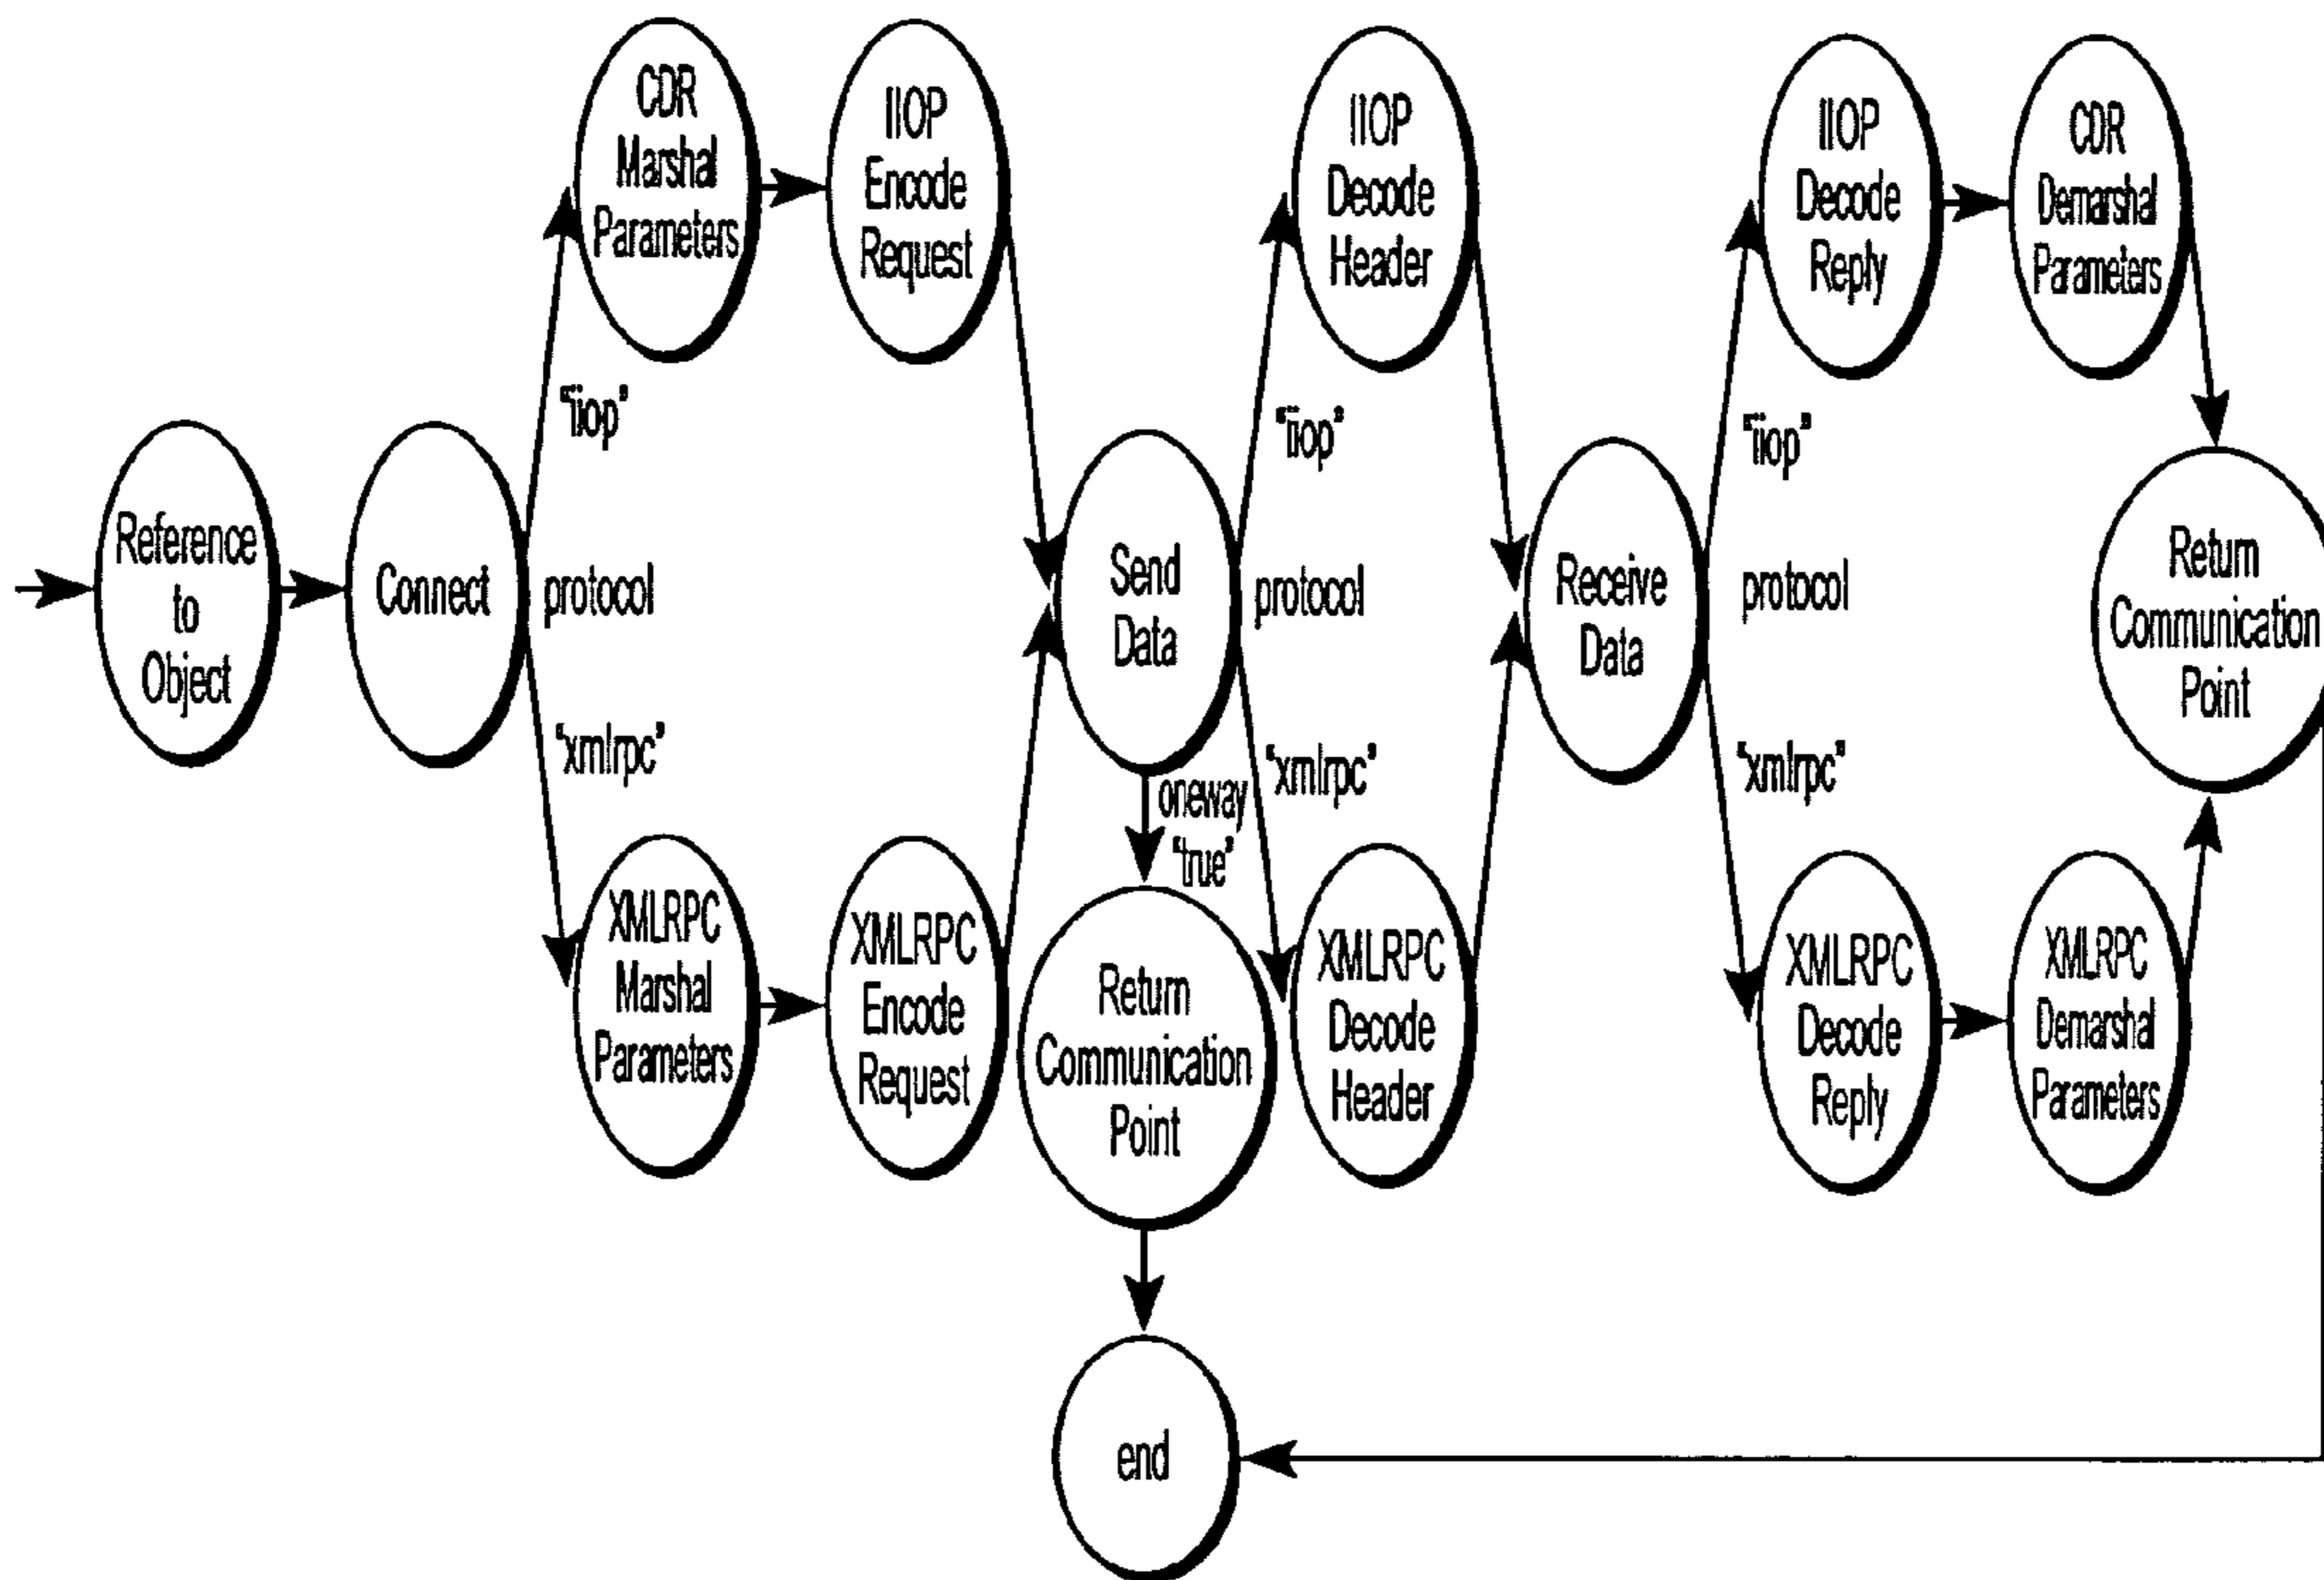 CDR
Marshal
Parameters
IIOP
Encode
Request
IIOP
Decode
Header
IIOP
Decode
Reply
CDR
Demarshal
Parameters
"iiop"
"iiop"
"iiop"
Reference
to
Object
Connect
protocol
Send
Data
protocol
Receive
Data
protocol
Return
Communication
Point
"xmlrpc"
"xmlrpc"
"xmlrpc"
oneway
"true"
XMLRPC
Marshal
Parameters
XMLRPC
Encode
Request
Return
Communication
Point
XMLRPC
Decode
Header
XMLRPC
Decode
Reply
XMLRPC
Demarshal
Parameters
end